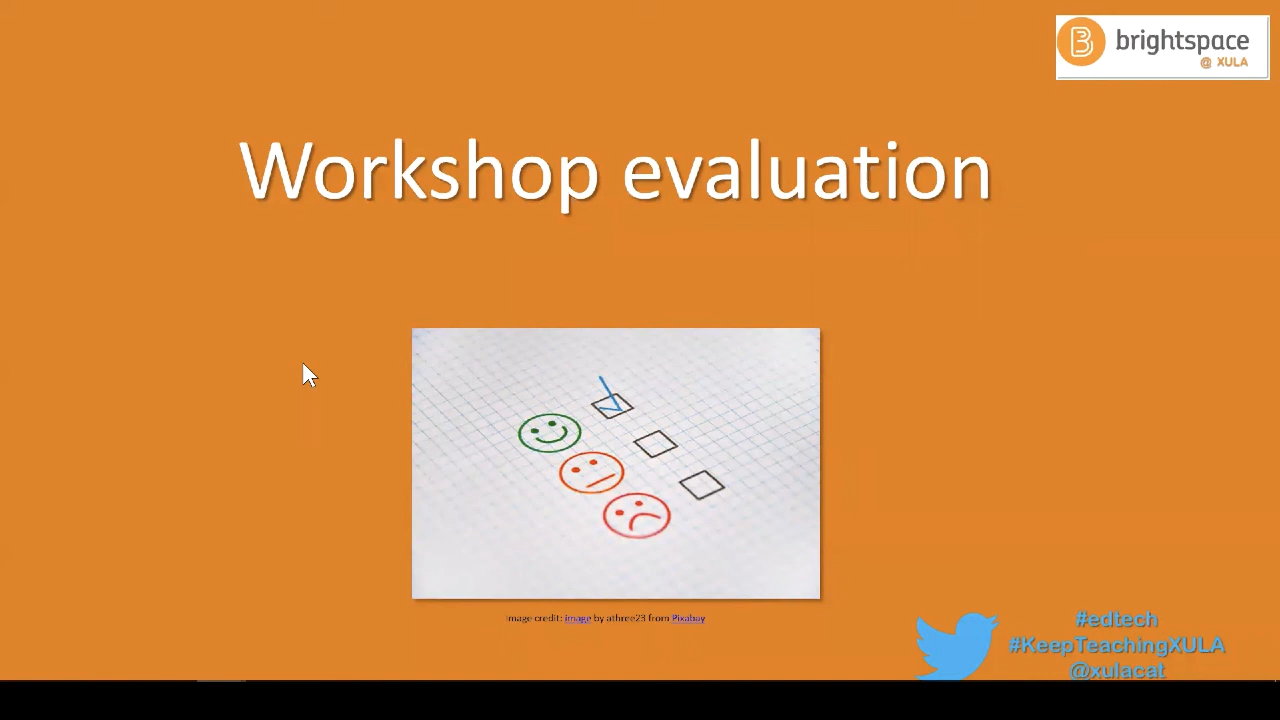 brightspace
@ XULA
Workshop evaluation
Image credit: image by athree23 from Pixabay
#edtech
#KeepTeachingXULA
@xulacat